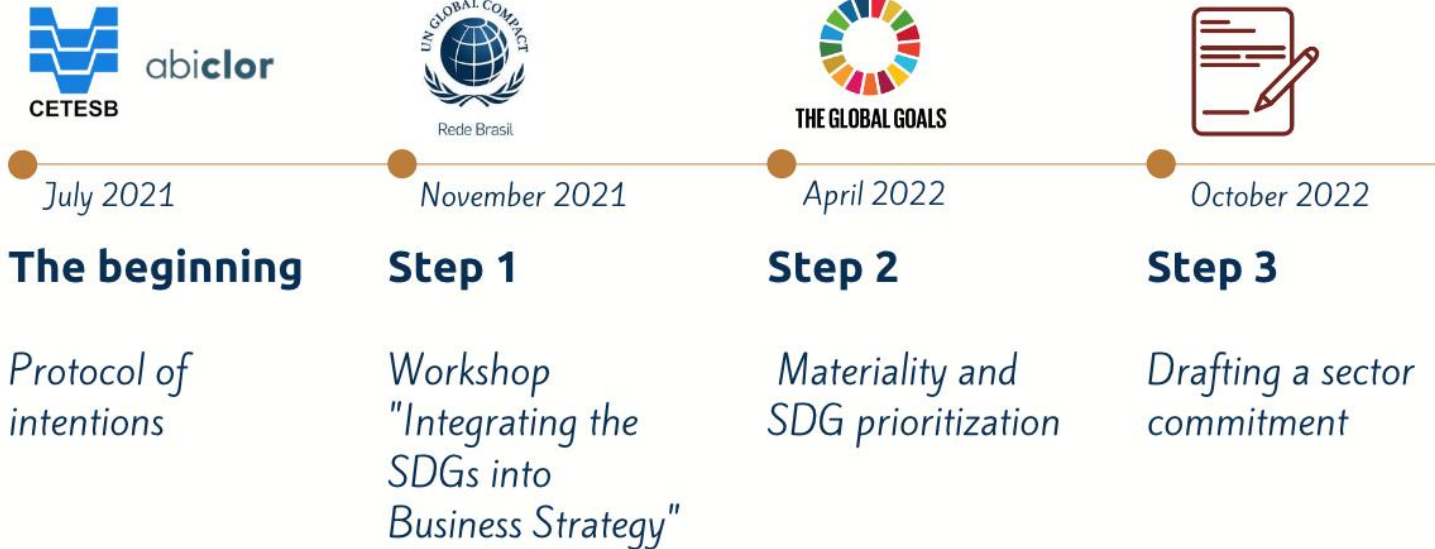 CETESB
abiclor
UN GLOBAL COMPACT
Rede Brasil
THE GLOBAL GOALS
July 2021
November 2021
April 2022
October 2022
The beginning
Step 1
Step 2
Step 3
Protocol of
intentions
Workshop
"Integrating the
SDGs into
Business Strategy"
Materiality and
SDG prioritization
Drafting a sector
commitment